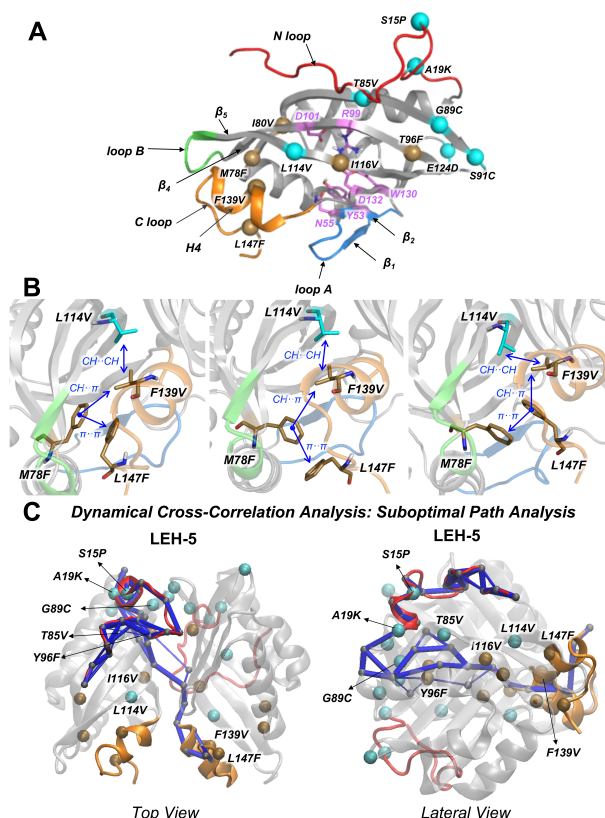 A
S15P
N loop
A19K
T85V
G89C
β5
I80V
D101
R99
T96F
loop B
E124D
S91C
β4
M78F
L114V
I116V
W130
F139V
D132
C loop
N55
Y53
H4
L147F
β2
β1
loop A
B
L114V
CH··CH
CH··π
F139V
π··π
M78F
L147F
L114V
CH··CH
CH··π
F139V
π··π
M78F
L147F
L114V
CH··CH
F139V
CH··π
π··π
M78F
L147F
C Dynamical Cross-Correlation Analysis: Suboptimal Path Analysis
LEH-5
S15P
A19K
G89C
T85V
Y96F
I116V
L114V
F139V
L147F
Top View
LEH-5
S15P
A19K
T85V
L114V
I116V
L147F
G89C
Y96F
F139V
Lateral View